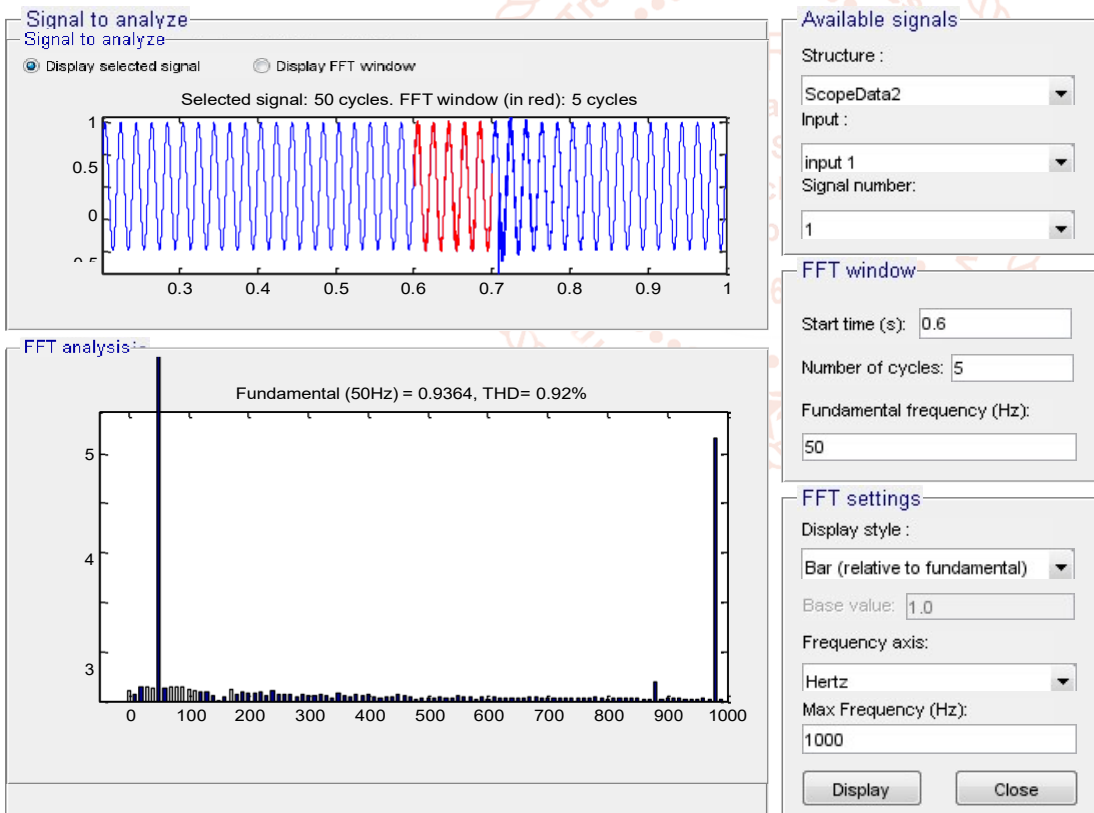 Signal to analyze
Signal to analyze
Display selected signal
Display FFT window
Selected signal: 50 cycles. FFT window (in red): 5 cycles
1
0.5
0
0.3 0.4 0.5 0.6 0.7 0.8 0.9 1
FFT analysis
Fundamental (50Hz) = 0.9364, THD= 0.92%
5
4
3
0 100 200 300 400 500 600 700 800 900 1000
Available signals
Structure :
ScopeData2
Input :
input 1
Signal number:
1
FFT window
Start time (s): 0.6
Number of cycles: 5
Fundamental frequency (Hz):
50
FFT settings
Display style :
Bar (relative to fundamental)
Base value: 1.0
Frequency axis:
Hertz
Max Frequency (Hz):
1000
Display
Close